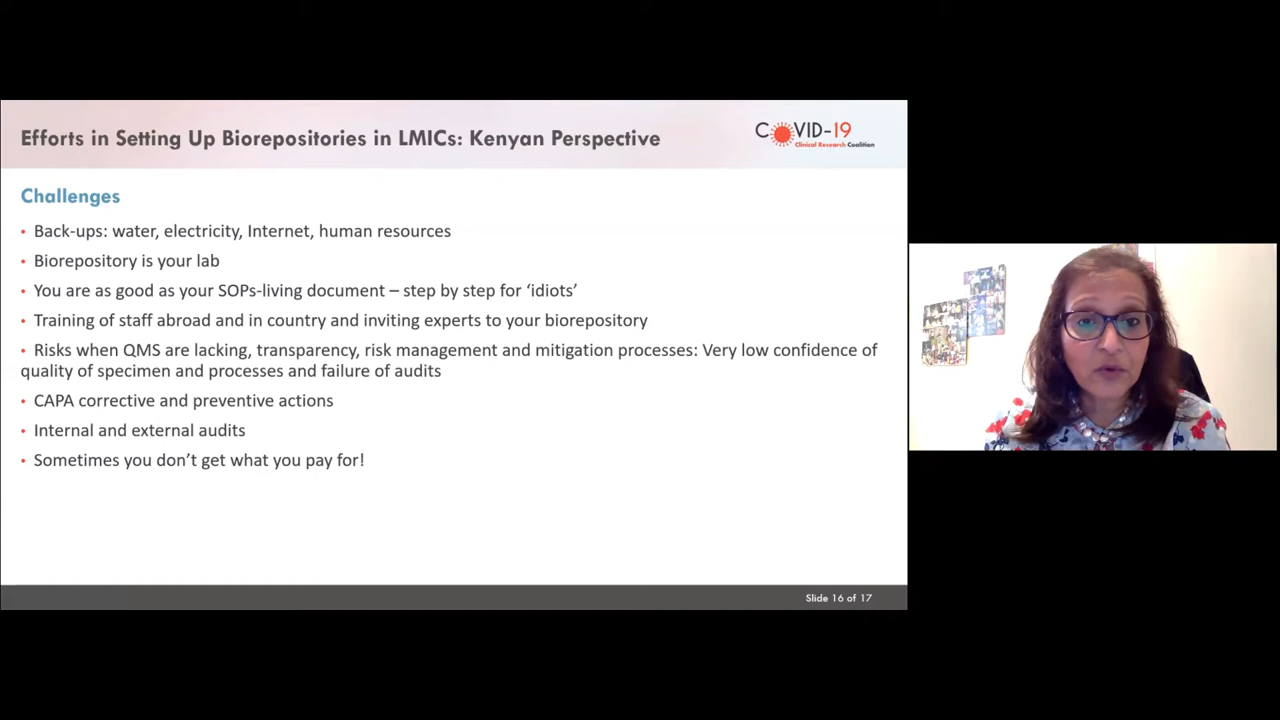 Efforts in Setting Up Biorepositories in LMICs: Kenyan Perspective
COVID-19
Clinical Research Coalition
Challenges
• Back-ups: water, electricity, Internet, human resources
• Biorepository is your lab
• You are as good as your SOPs-living document – step by step for ‘idiots’
• Training of staff abroad and in country and inviting experts to your biorepository
• Risks when QMS are lacking, transparency, risk management and mitigation processes: Very low confidence of
quality of specimen and processes and failure of audits
• CAPA corrective and preventive actions
• Internal and external audits
• Sometimes you don’t get what you pay for!
Slide 16 of 17